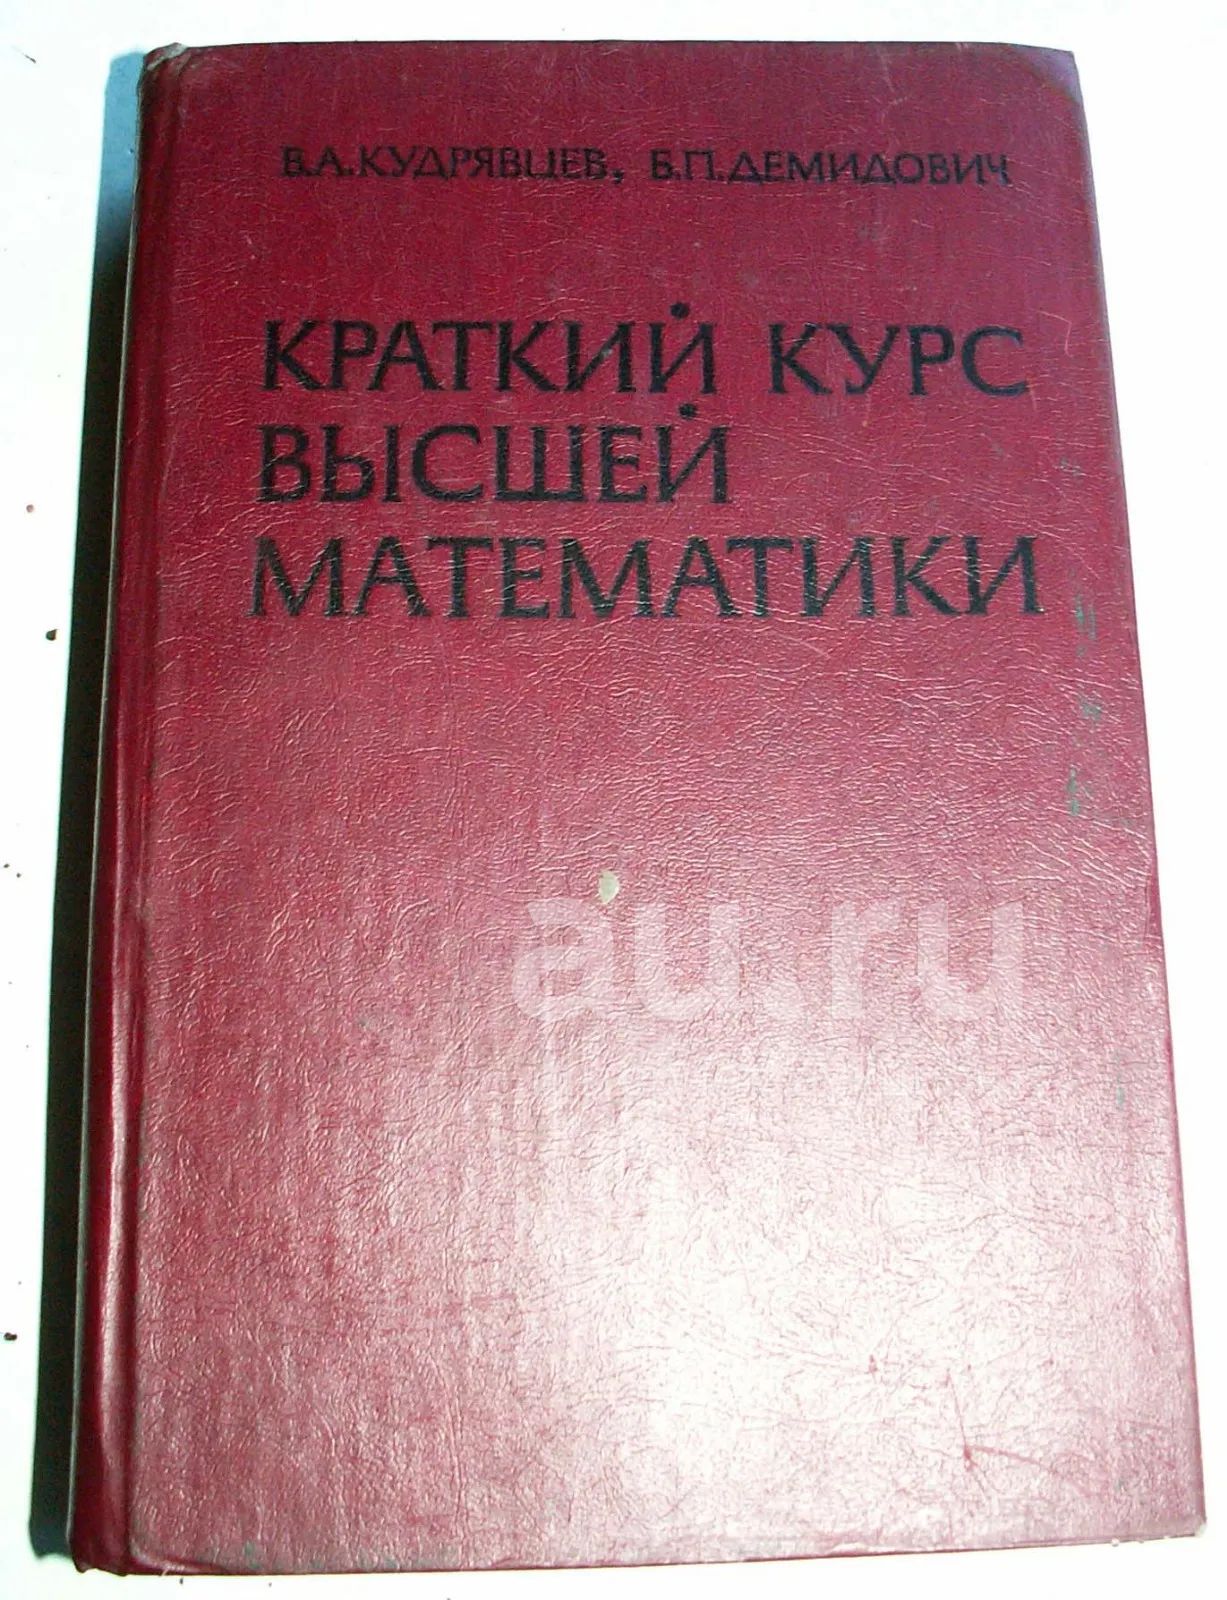 В.А.КУДРЯВЦЕВ, Б.П.ДЕМИДОВИЧ
КРАТКИЙ КУРС
ВЫСШЕЙ
МАТЕМАТИКИ
au.ru